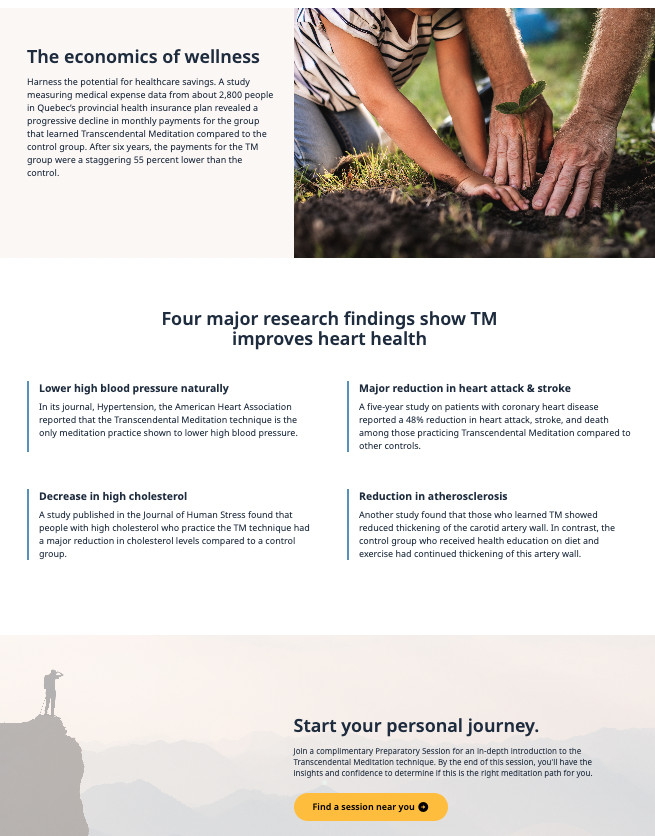 The economics of wellness
Harness the potential for healthcare savings. A study
measuring medical expense data from about 2,800 people
in Quebec's provincial health insurance plan revealed a
progressive decline in monthly payments for the group
that learned Transcendental Meditation compared to the
control group. After six years, the payments for the TM
group were a staggering 55 percent lower than the
control.
Four major research findings show TM
improves heart health
Lower high blood pressure naturally
In its journal, Hypertension, the American Heart Association
reported that the Transcendental Meditation technique is the
only meditation practice shown to lower high blood pressure.
Major reduction in heart attack & stroke
A five-year study on patients with coronary heart disease
reported a 48% reduction in heart attack, stroke, and death
among those practicing Transcendental Meditation compared to
other controls.
Decrease in high cholesterol
A study published in the Journal of Human Stress found that
people with high cholesterol who practice the TM technique had
a major reduction in cholesterol levels compared to a control
group.
Reduction in atherosclerosis
Another study found that those who learned TM showed
reduced thickening of the carotid artery wall. In contrast, the
control group who received health education on diet and
exercise had continued thickening of this artery wall.
Start your personal journey.
Join a complimentary Preparatory Session for an in-depth introduction to the
Transcendental Meditation technique. By the end of this session, you'll have the
insights and confidence to determine if this is the right meditation path for you.
Find a session near you